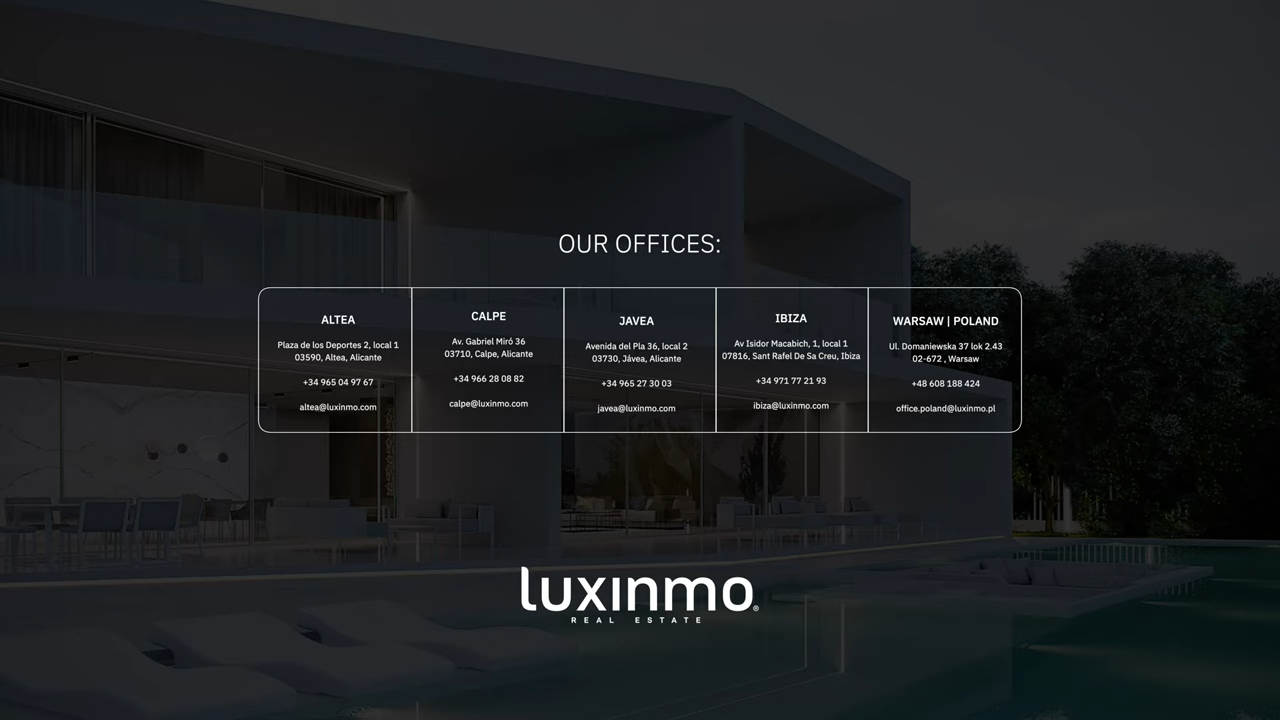 OUR OFFICES:
ALTEA
Plaza de los Deportes 2, local 1
03590, Altea, Alicante
+34 965 04 97 67
altea@luxinmo.com
CALPE
Av. Gabriel Miró 36
03710, Calpe, Alicante
+34 966 28 08 82
calpe@luxinmo.com
JAVEA
Avenida del Pla 36, local 2
03730, Jávea, Alicante
+34 965 27 30 03
javea@luxinmo.com
IBIZA
Av Isidor Macabich, 1, local 1
07816, Sant Rafel De Sa Creu, Ibiza
+34 971 77 21 93
ibiza@luxinmo.com
WARSAW | POLAND
Ul. Domaniewska 37 lok 2.43
02-672 , Warsaw
+48 608 188 424
office.poland@luxinmo.pl
luxinmo®
REAL ESTATE